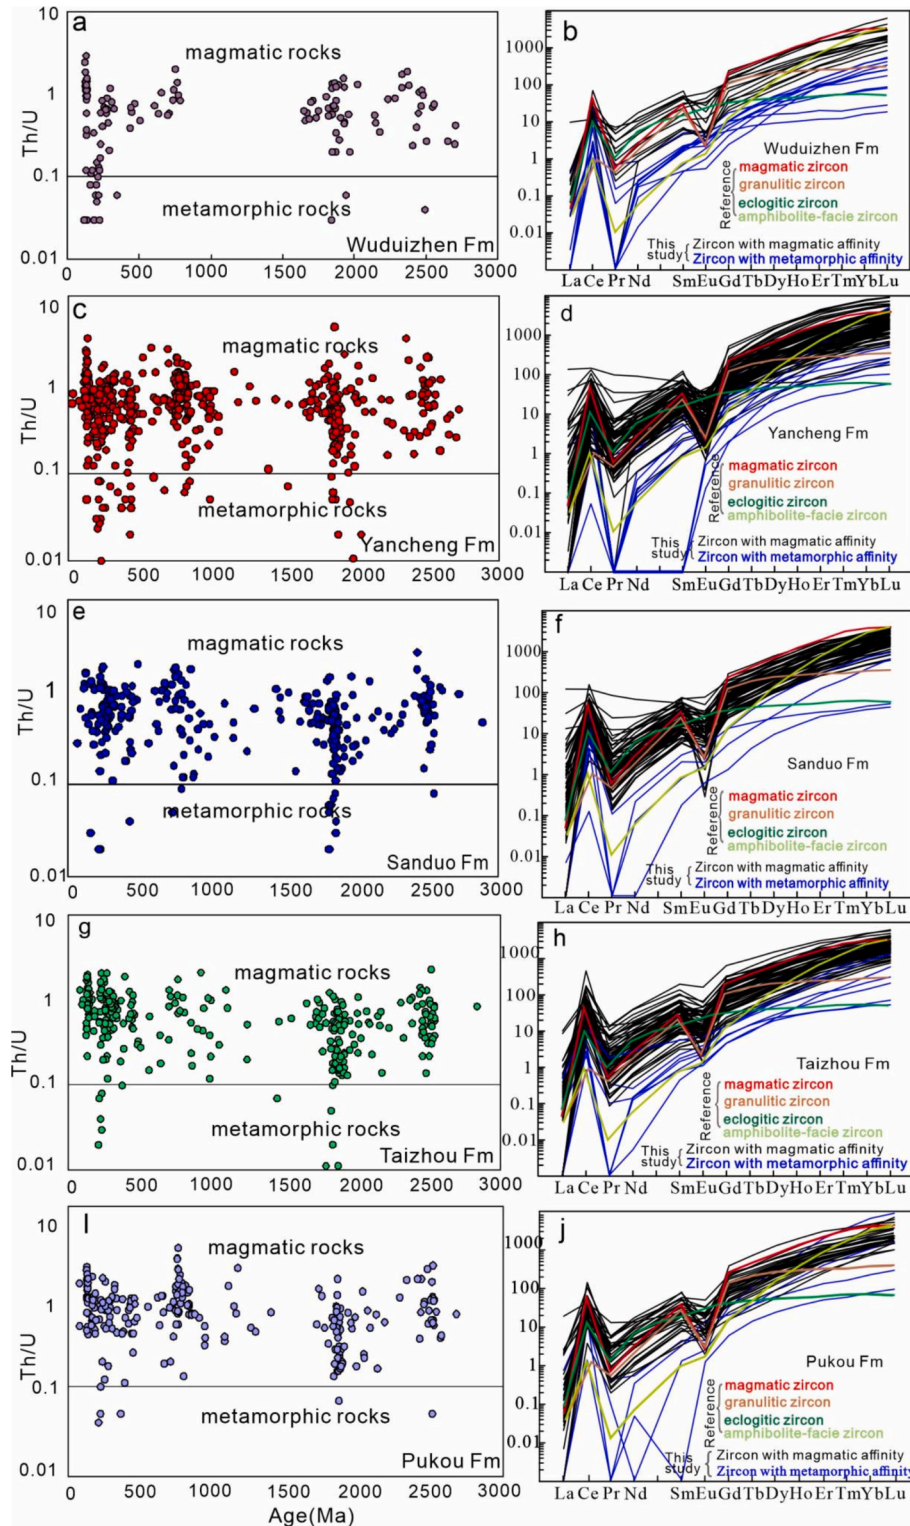 a
10
1
0.1
0.01
Th/U
magmatic rocks
metamorphic rocks
Wuduizhen Fm
0 1000 2000 3000
b
1000
100
10
1
0.1
0.01
0.001
Wuduizhen Fm
Reference
magmatic zircon
granulitic zircon
eclogitic zircon
amphibolite-facie zircon
This study
Zircon with magmatic affinity
Zircon with metamorphic affinity
La Ce Pr Nd Sm Eu Gd Tb Dy Ho Er Tm Yb Lu
c
10
1
0.1
0.01
Th/U
magmatic rocks
metamorphic rocks
Yancheng Fm
0 500 1000 1500 2000 2500 3000
d
1000
100
10
1
0.1
0.01
Yancheng Fm
Reference
magmatic zircon
granulitic zircon
eclogitic zircon
amphibolite-facie zircon
This study
Zircon with magmatic affinity
Zircon with metamorphic affinity
La Ce Pr Nd Sm Eu Gd Tb Dy Ho Er Tm Yb Lu
e
10
1
0.1
0.01
Th/U
magmatic rocks
metamorphic rocks
Sanduo Fm
0 500 1000 1500 2000 2500 3000
f
1000
100
10
1
0.1
0.01
Sanduo Fm
Reference
magmatic zircon
granulitic zircon
eclogitic zircon
amphibolite-facie zircon
This study
Zircon with magmatic affinity
Zircon with metamorphic affinity
La Ce Pr Nd Sm Eu Gd Tb Dy Ho Er Tm Yb Lu
g
10
1
0.1
0.01
Th/U
magmatic rocks
metamorphic rocks
Taizhou Fm
0 500 1000 1500 2000 2500 3000
h
1000
100
10
1
0.1
0.01
Taizhou Fm
Reference
magmatic zircon
granulitic zircon
eclogitic zircon
amphibolite-facie zircon
This study
Zircon with magmatic affinity
Zircon with metamorphic affinity
La Ce Pr Nd Sm Eu Gd Tb Dy Ho Er Tm Yb Lu
I
10
1
0.1
0.01
Th/U
magmatic rocks
metamorphic rocks
Pukou Fm
0 500 1000 1500 2000 2500 3000
Age(Ma)
j
1000
100
10
1
0.1
0.01
Pukou Fm
Reference
magmatic zircon
granulitic zircon
eclogitic zircon
amphibolite-facie zircon
This study
Zircon with magmatic affinity
Zircon with metamorphic affinity
La Ce Pr Nd Sm Eu Gd Tb Dy Ho Er Tm Yb Lu